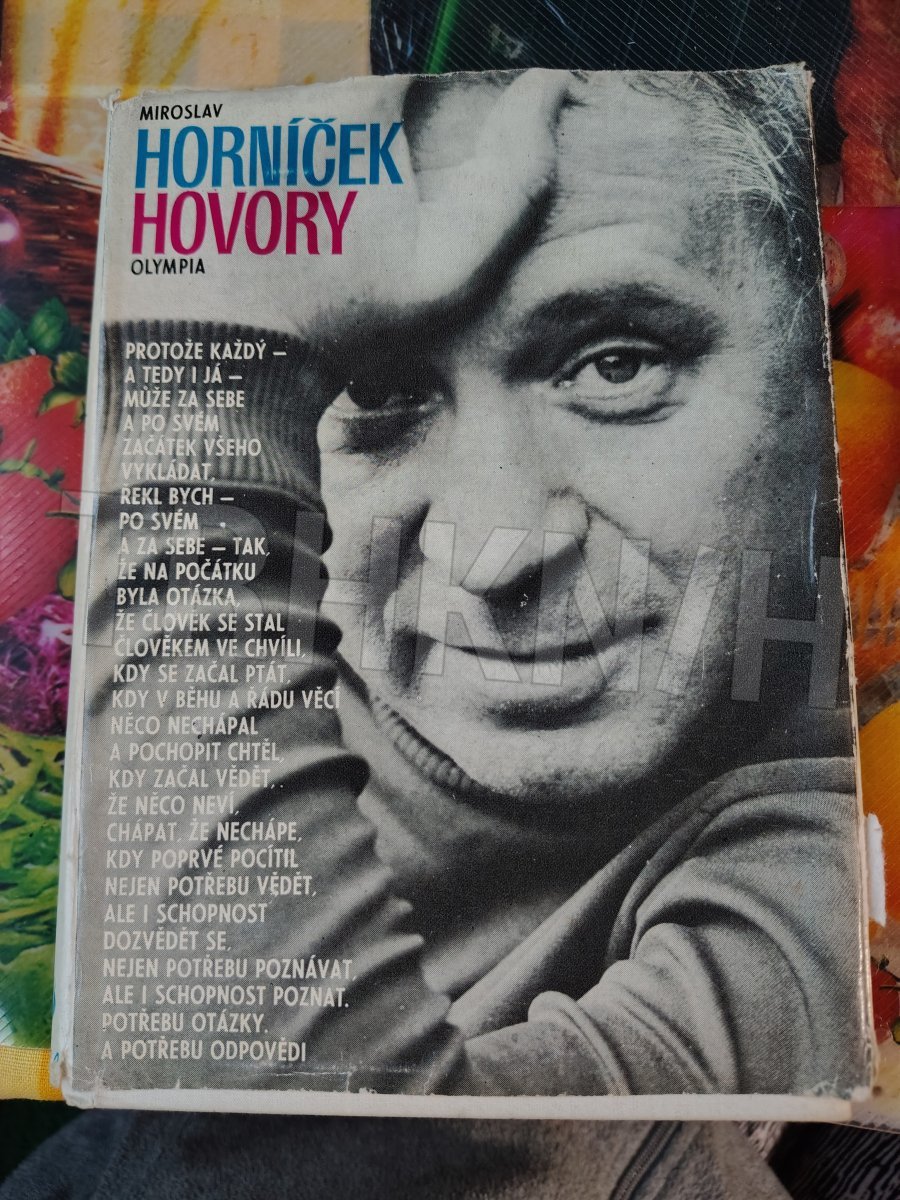 MIROSLAV
HORNÍČEK
HOVORY
OLYMPIA
PROTOŽE KAŽDÝ –
A TEDY I JÁ –
MŮŽE ZA SEBE
A PO SVÉM
ZAČÁTEK VŠEHO
VYKLÁDAT,
ŘEKL BYCH –
PO SVÉM
A ZA SEBE – TAK,
ŽE NA POČÁTKU
BYLA OTÁZKA,
ŽE ČLOVĚK SE STAL
ČLOVĚKEM VE CHVÍLI,
KDY SE ZAČAL PTÁT,
KDY V BĚHU A ŘÁDU VĚCÍ
NĚCO NECHÁPAL
A POCHOPIT CHTĚL,
KDY ZAČAL VĚDĚT,
ŽE NĚCO NEVÍ,
CHÁPAT, ŽE NECHÁPE,
KDY POPRVÉ POCÍTIL
NEJEN POTŘEBU VĚDĚT,
ALE I SCHOPNOST
DOZVĚDĚT SE,
NEJEN POTŘEBU POZNÁVAT,
ALE I SCHOPNOST POZNAT.
POTŘEBU OTÁZKY.
A POTŘEBU ODPOVĚDI